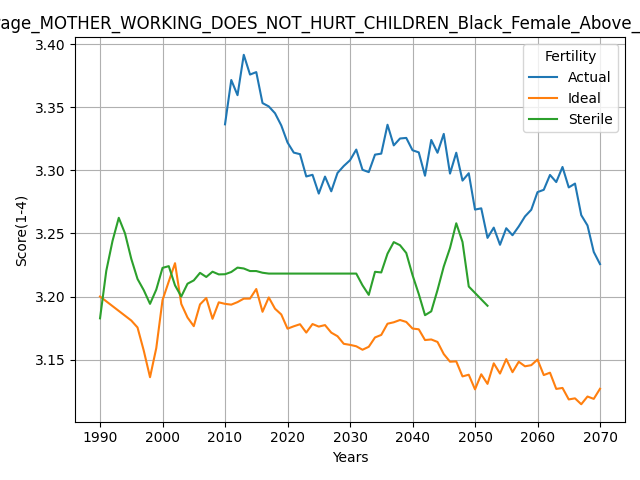 rage_MOTHER_WORKING_DOES_NOT_HURT_CHILDREN_Black_Female_Above_
3.40
3.35
3.30
3.25
3.20
3.15
Score(1-4)
Fertility
Actual
Ideal
Sterile
1990 2000 2010 2020 2030 2040 2050 2060 2070
Years